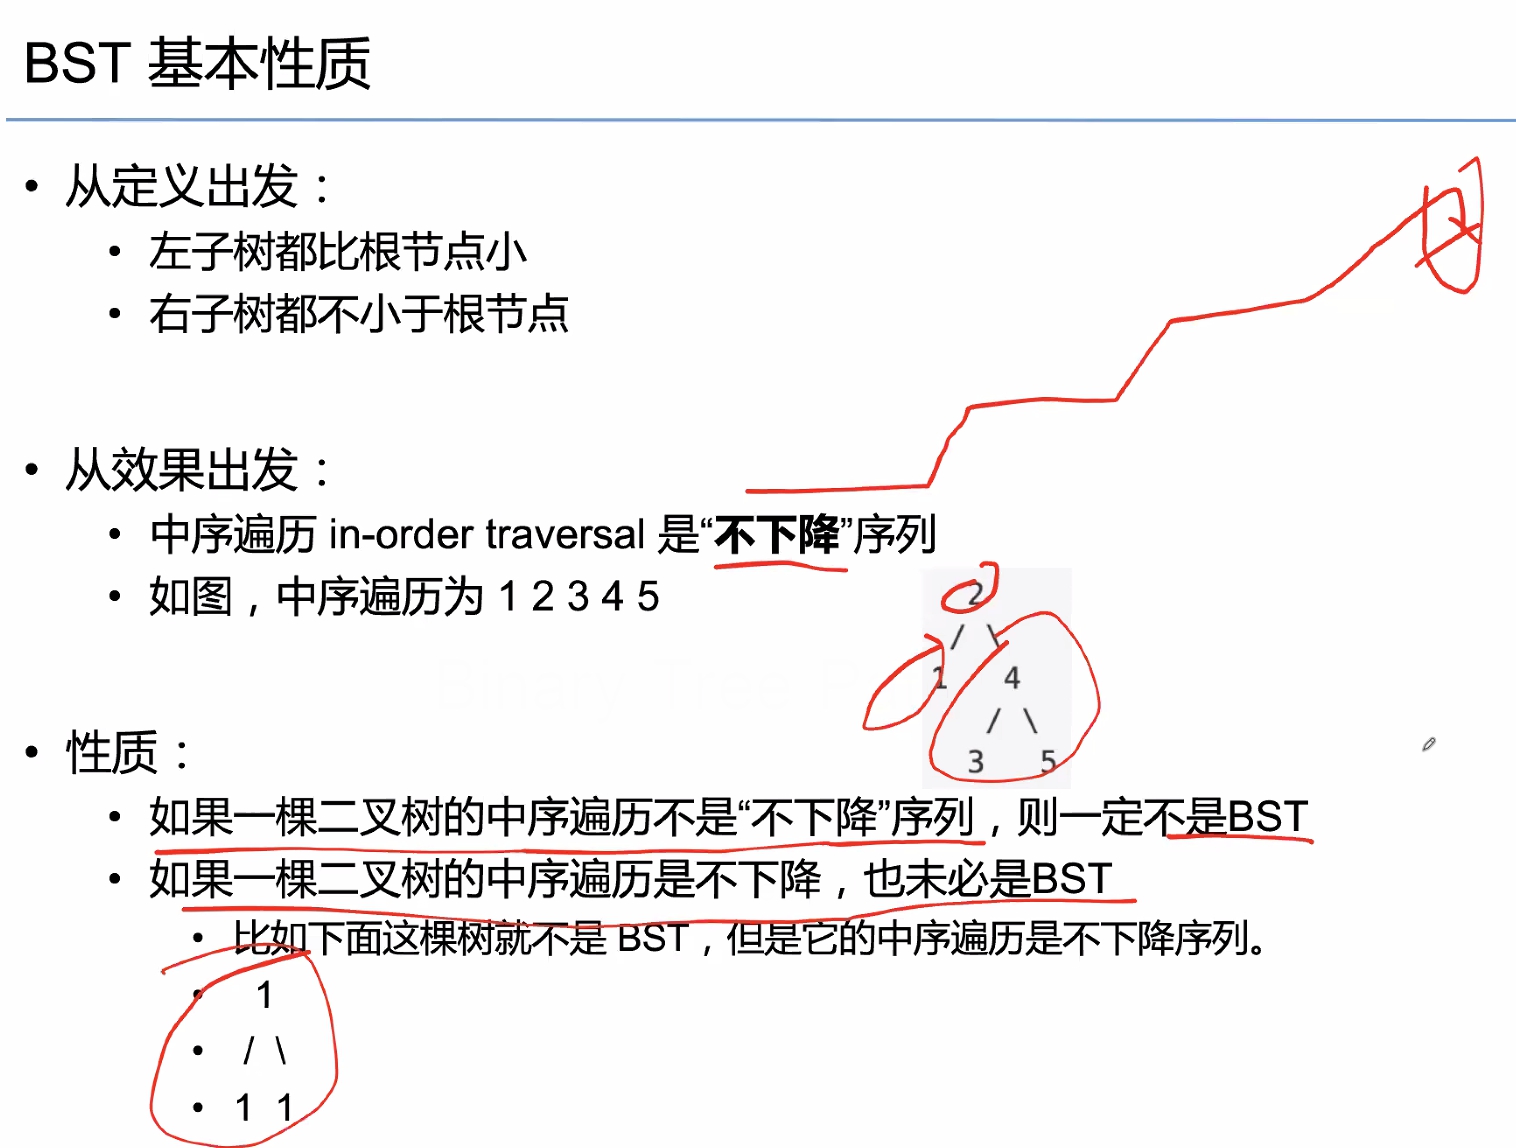 BST 基本性质
• 从定义出发：
• 左子树都比根节点小
• 右子树都不小于根节点
• 从效果出发：
• 中序遍历 in-order traversal 是“不下降”序列
• 如图，中序遍历为 1 2 3 4 5
2
/ \
1 4
/ \
3 5
• 性质：
• 如果一棵二叉树的中序遍历不是“不下降”序列，则一定不是BST
• 如果一棵二叉树的中序遍历是不下降，也未必是BST
• 比如下面这棵树就不是 BST，但是它的中序遍历是不下降序列。
• 1
• / \
• 1 1